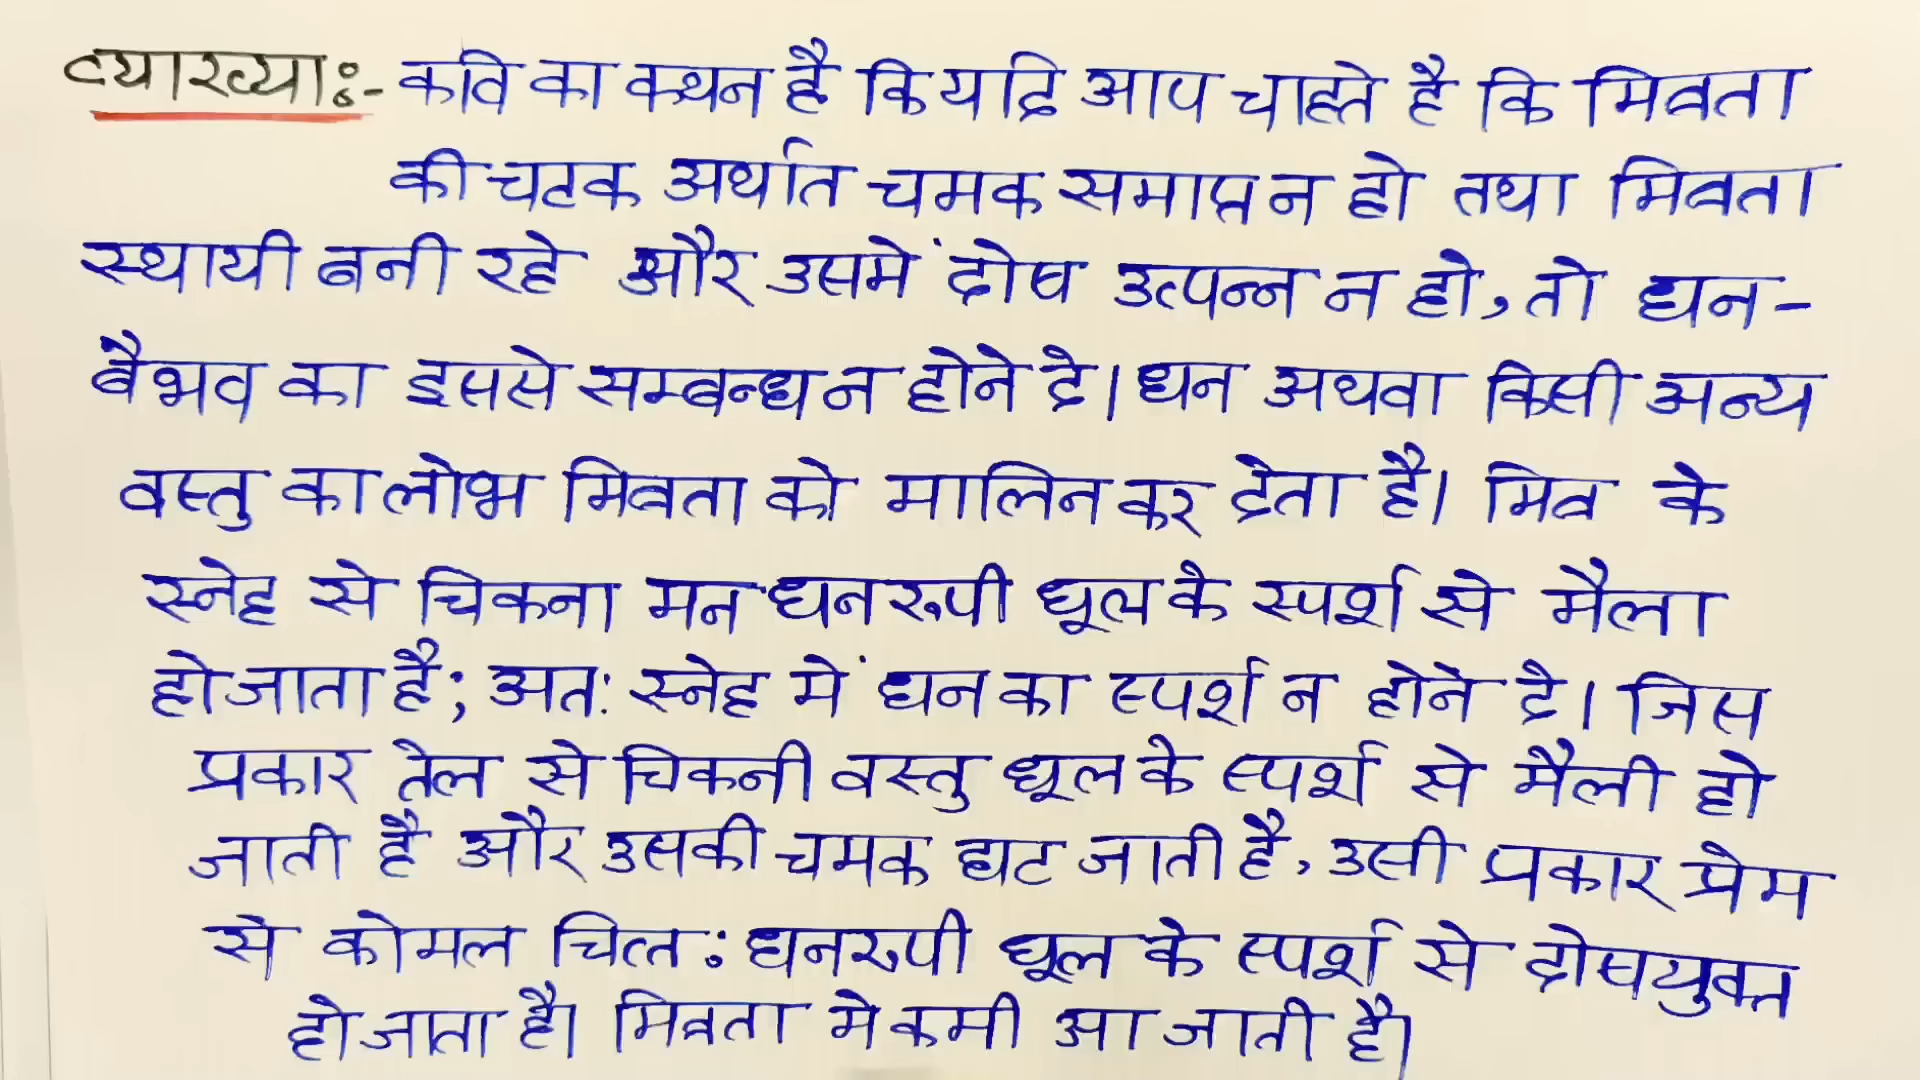 व्याख्याः- कवि का कथन है कि यदि आप चाहते है कि मित्रता
की चटक अर्थात चमक समाप्त न हो तथा मित्रता
स्थायी बनी रहे और उसमें दोष उत्पन्न न हो, तो धन-
बैभव का इससे सम्बन्ध न होने दे। धन अथवा किसी अन्य
वस्तु का लोभ मित्रता को मालिन कर देता है। मित्र के
स्नेह से चिकना मन धनरुपी धूल के स्पर्श से मैला
हो जाता है; अतः स्नेह में धन का स्पर्श न होने दे। जिस
प्रकार तेल से चिकनी वस्तु धूल के स्पर्श से मैली हो
जाती है और उसकी चमक घट जाती है, उसी प्रकार प्रेम
से कोमल चित्त: धनरुपी धूल के स्पर्श से दोषयुक्त
हो जाता है। मित्रता मे कमी आ जाती है।